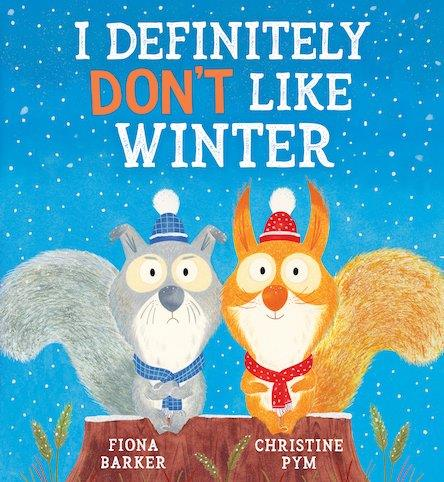 I DEFINITELY
DON'T LIKE
WINTER
FIONA
BARKER
CHRISTINE
PYM